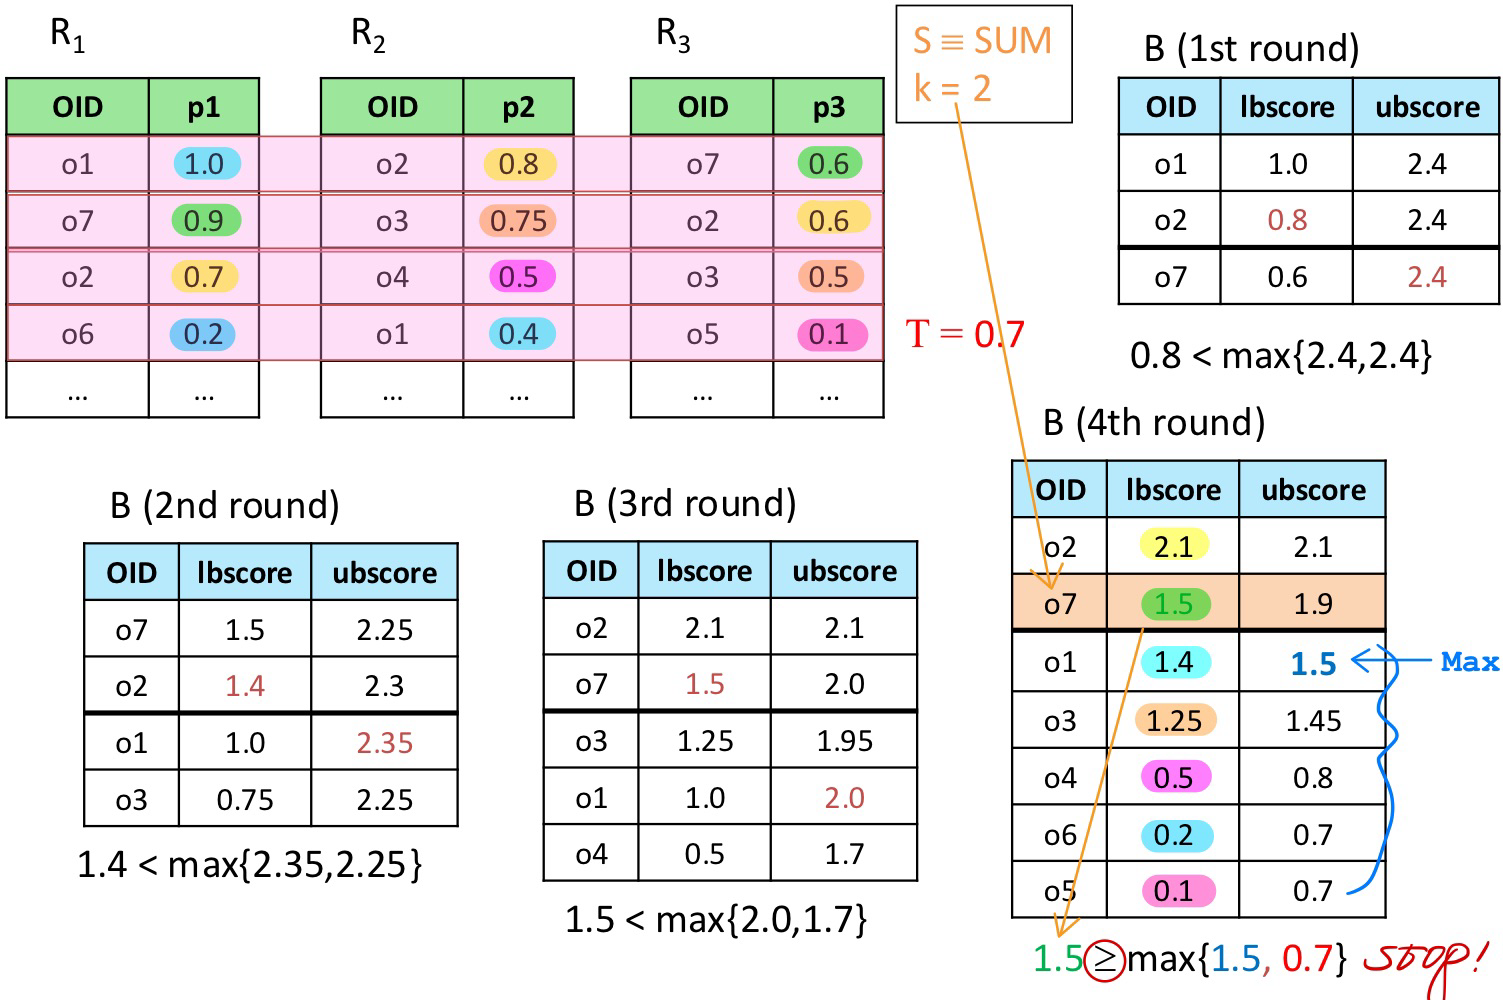 R1
R2
R3
S ≡ SUM
k = 2
OID p1
o1 1.0
o7 0.9
o2 0.7
o6 0.2
... ...
OID p2
o2 0.8
o3 0.75
o4 0.5
o1 0.4
... ...
OID p3
o7 0.6
o2 0.6
o3 0.5
o5 0.1
... ...
T = 0.7
B (1st round)
OID lbscore ubscore
o1 1.0 2.4
o2 0.8 2.4
o7 0.6 2.4
0.8 < max{2.4,2.4}
B (2nd round)
OID lbscore ubscore
o7 1.5 2.25
o2 1.4 2.3
o1 1.0 2.35
o3 0.75 2.25
1.4 < max{2.35,2.25}
B (3rd round)
OID lbscore ubscore
o2 2.1 2.1
o7 1.5 2.0
o3 1.25 1.95
o1 1.0 2.0
o4 0.5 1.7
1.5 < max{2.0,1.7}
B (4th round)
OID lbscore ubscore
o2 2.1 2.1
o7 1.5 1.9
o1 1.4 1.5
o3 1.25 1.45
o4 0.5 0.8
o6 0.2 0.7
o5 0.1 0.7
Max
1.5 ≥ max{1.5, 0.7} stop!